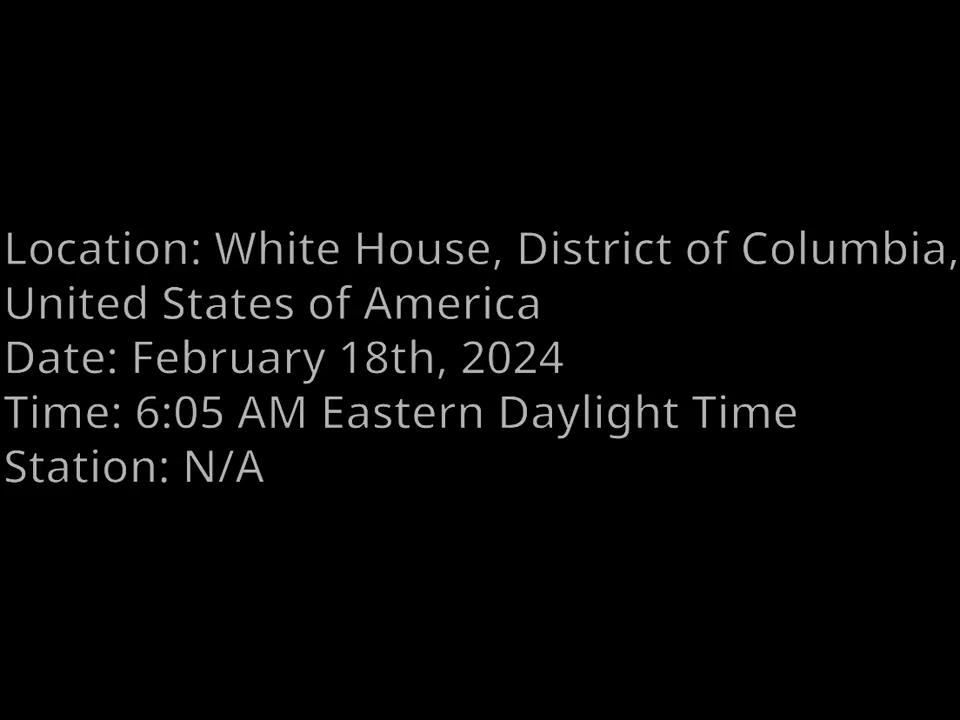 Location: White House, District of Columbia,
United States of America
Date: February 18th, 2024
Time: 6:05 AM Eastern Daylight Time
Station: N/A